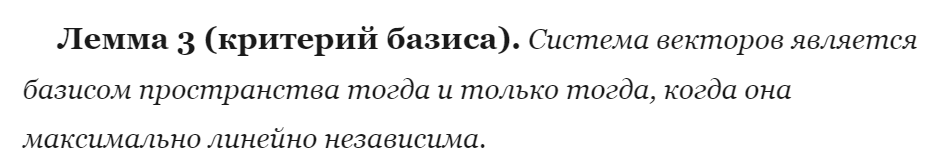 Лемма 3 (критерий базиса). Система векторов является
базисом пространства тогда и только тогда, когда она
максимально линейно независима.